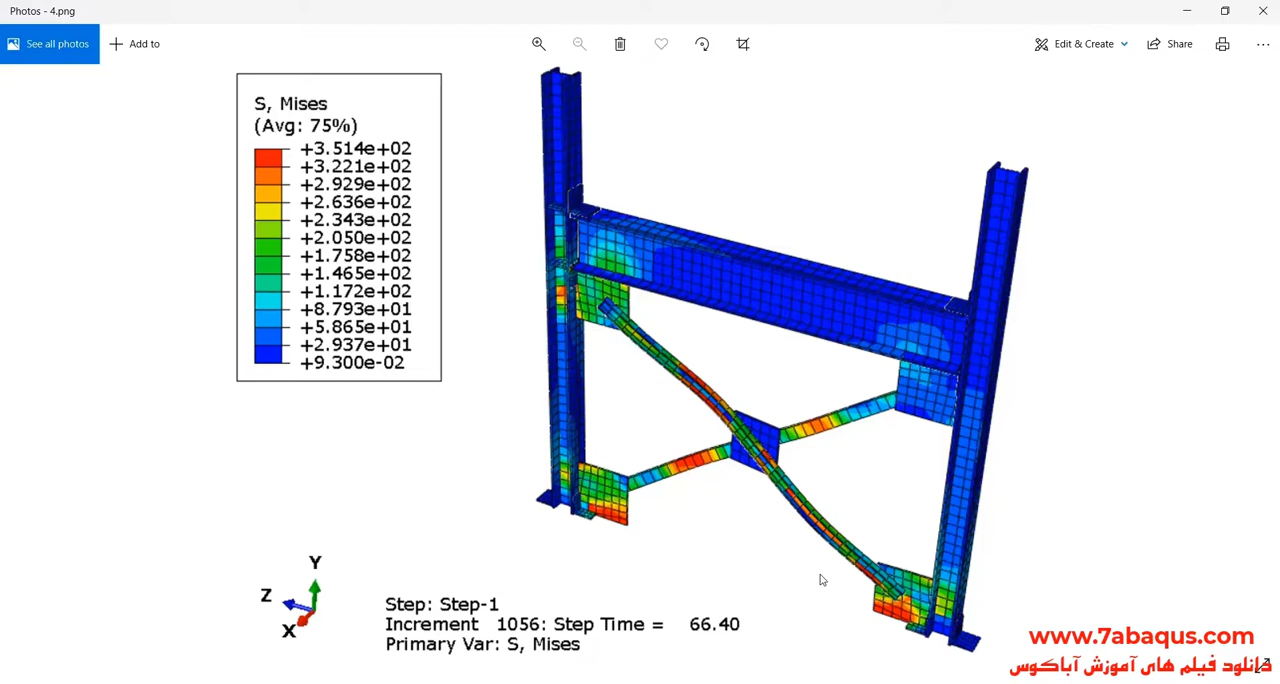 Photos - 4.png
See all photos
Add to
Edit & Create
Share
S, Mises
(Avg: 75%)
+3.514e+02
+3.221e+02
+2.929e+02
+2.636e+02
+2.343e+02
+2.050e+02
+1.758e+02
+1.465e+02
+1.172e+02
+8.793e+01
+5.865e+01
+2.937e+01
+9.300e-02
Y
Z
X
Step: Step-1
Increment 1056: Step Time = 66.40
Primary Var: S, Mises
www.7abaqus.com
دانلود فیلم های آموزش آباکوس